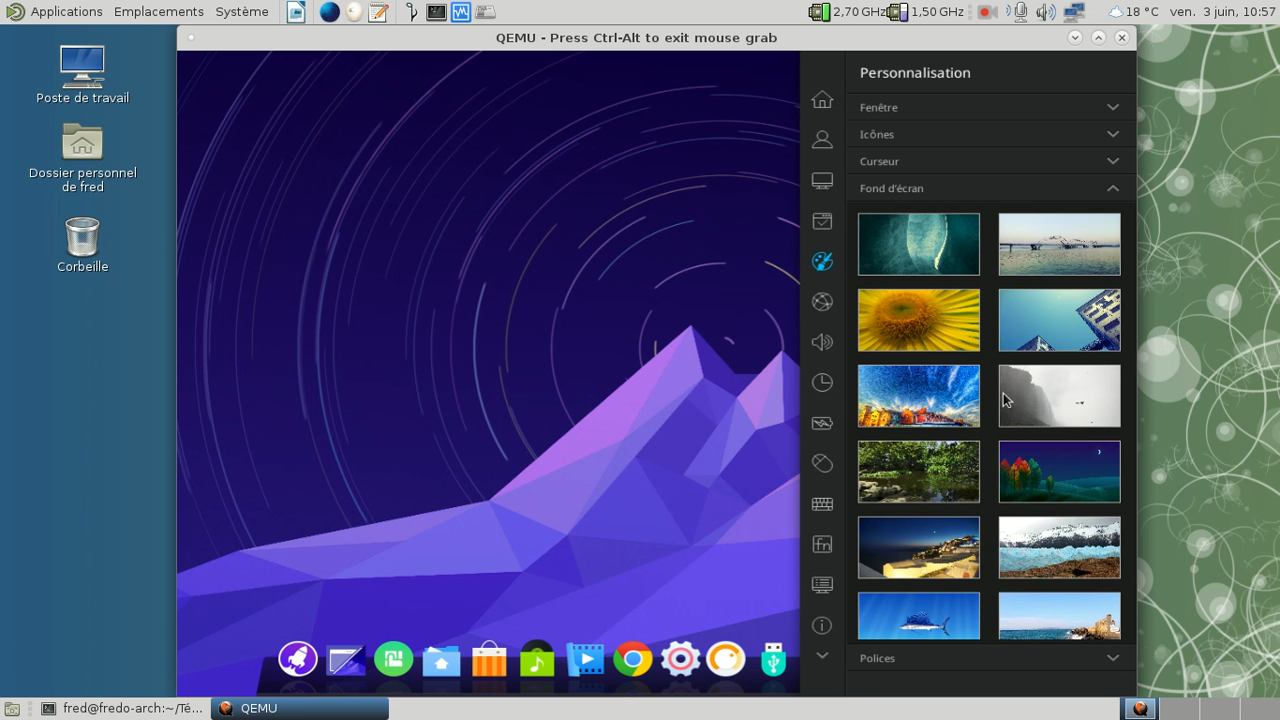 Applications Emplacements Système 2,70 GHz 1,50 GHz 18 °C ven. 3 juin, 10:57
QEMU - Press Ctrl-Alt to exit mouse grab
Poste de travail
Dossier personnel
de fred
Corbeille
Personnalisation
Fenêtre
Icônes
Curseur
Fond d'écran
fn
Polices
fred@fredo-arch:~/Té...
QEMU